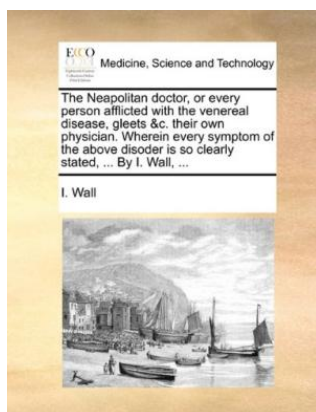 ECCO
Medicine, Science and Technology
The Neapolitan doctor, or every
person afflicted with the venereal
disease, gleets &c. their own
physician. Wherein every symptom of
the above disoder is so clearly
stated, ... By I. Wall, ...
I. Wall